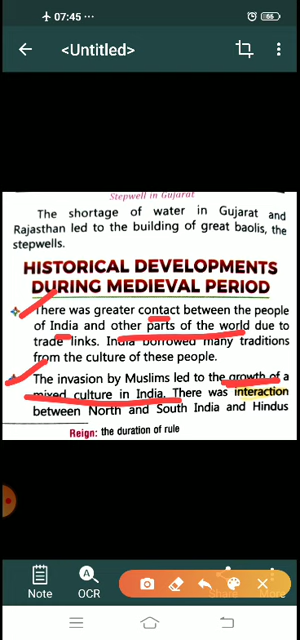 07:45 ...
55
<Untitled>
Stepwell in Gujarat
The shortage of water in Gujarat and
Rajasthan led to the building of great baolis, the
stepwells.
HISTORICAL DEVELOPMENTS
DURING MEDIEVAL PERIOD
There was greater contact between the people
of India and other parts of the world due to
trade links. India borrowed many traditions
from the culture of these people.
The invasion by Muslims led to the growth of a
mixed culture in India. There was interaction
between North and South India and Hindus
Reign: the duration of rule
A
Note
OCR
Share
More